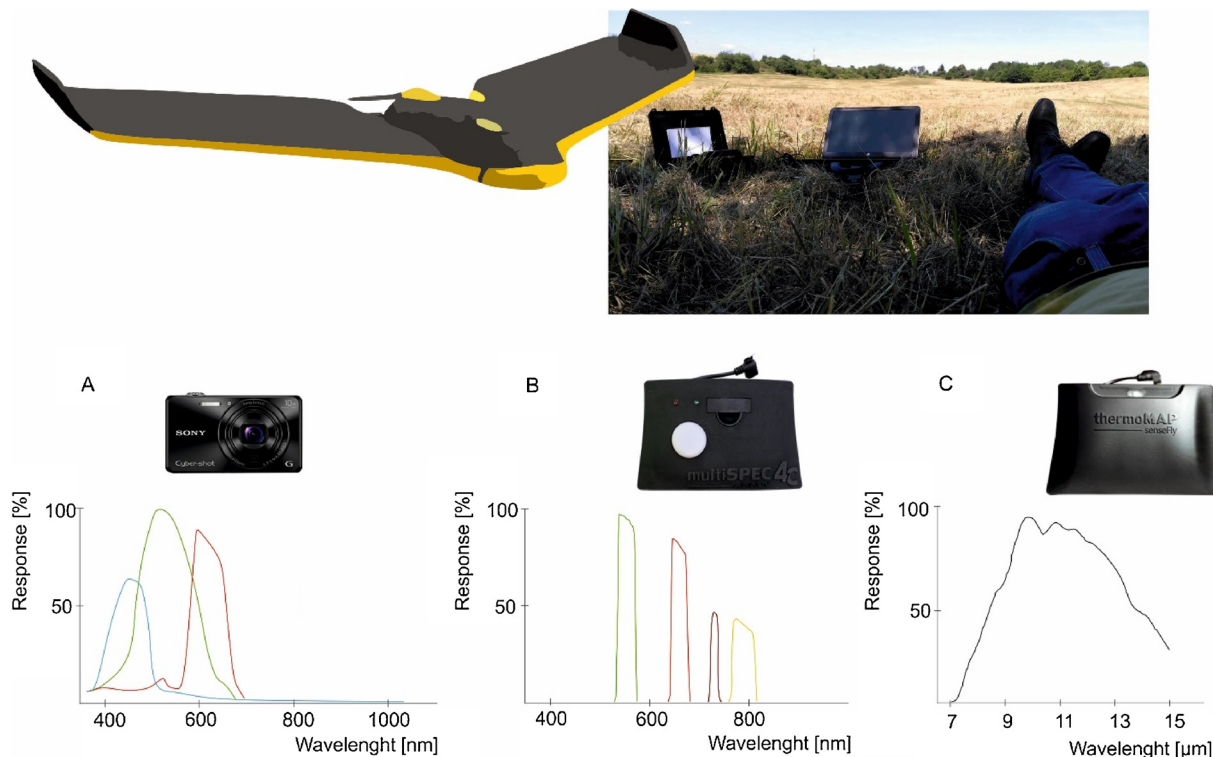 A
SONY
Cyber-shot
G
Response [%]
100
50
400
600
800
1000
Wavelenght [nm]
B
multiSPEC 4C
Response [%]
100
50
400
600
800
Wavelenght [nm]
C
thermoMAP
senseFly
Response [%]
100
50
7
9
11
13
15
Wavelenght [µm]